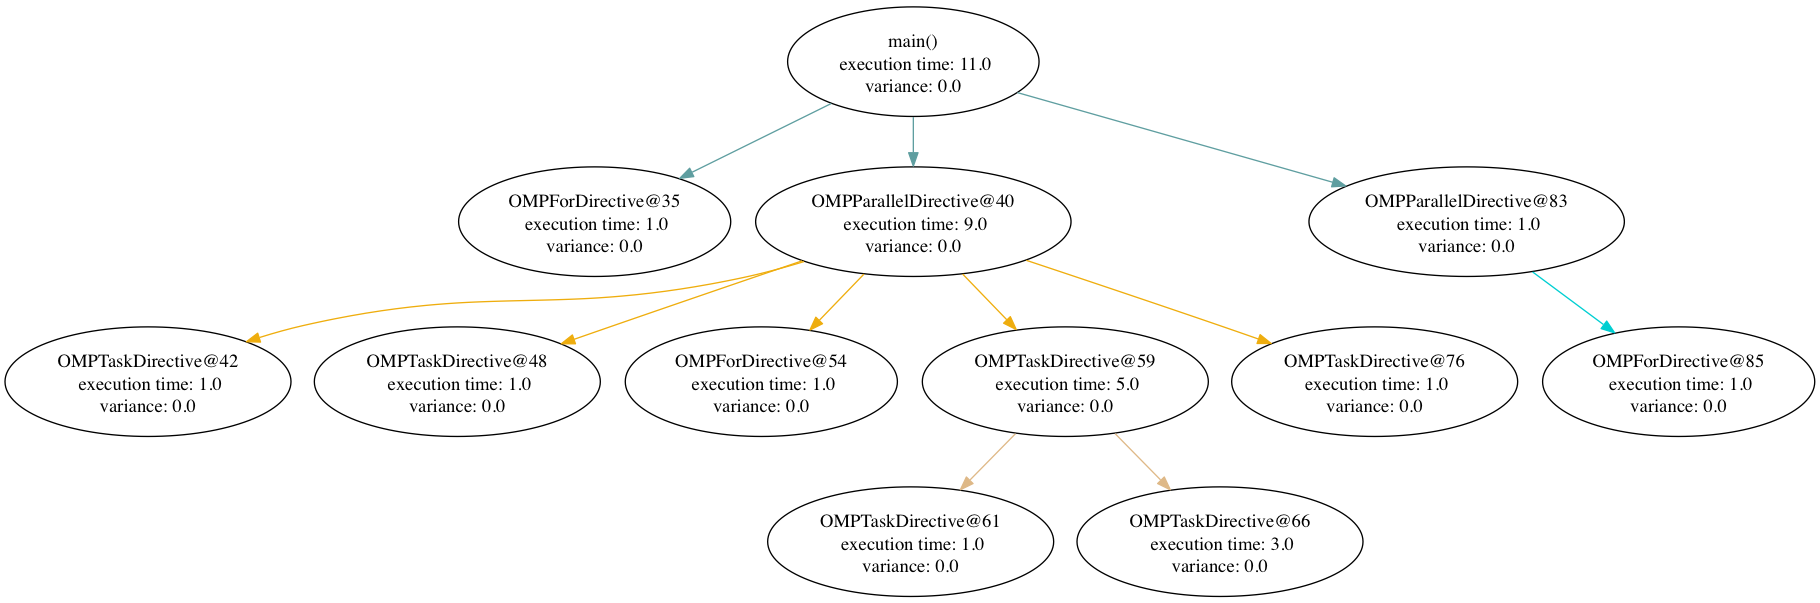 main()
execution time: 11.0
variance: 0.0
OMPForDirective@35
execution time: 1.0
variance: 0.0
OMPParallelDirective@40
execution time: 9.0
variance: 0.0
OMPParallelDirective@83
execution time: 1.0
variance: 0.0
OMPTaskDirective@42
execution time: 1.0
variance: 0.0
OMPTaskDirective@48
execution time: 1.0
variance: 0.0
OMPForDirective@54
execution time: 1.0
variance: 0.0
OMPTaskDirective@59
execution time: 5.0
variance: 0.0
OMPTaskDirective@76
execution time: 1.0
variance: 0.0
OMPForDirective@85
execution time: 1.0
variance: 0.0
OMPTaskDirective@61
execution time: 1.0
variance: 0.0
OMPTaskDirective@66
execution time: 3.0
variance: 0.0